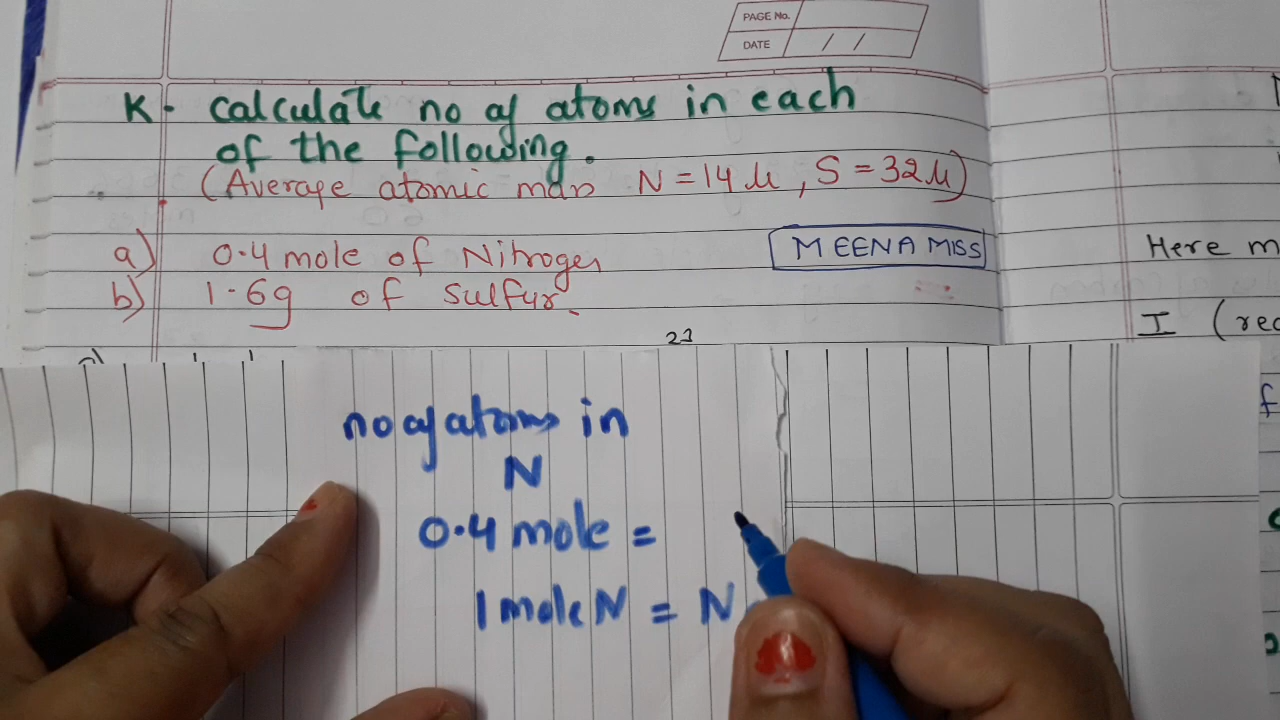 PAGE No.
DATE / /
K - Calculate no of atoms in each
of the following.
(Average atomic mass N = 14 u, S = 32 u)
a) 0.4 mole of Nitrogen
MEENA MISS
b) 1.6g of sulfur.
Here m
I (rec
23
f
no of atoms in
N
0.4 mole =
1 mole N = N